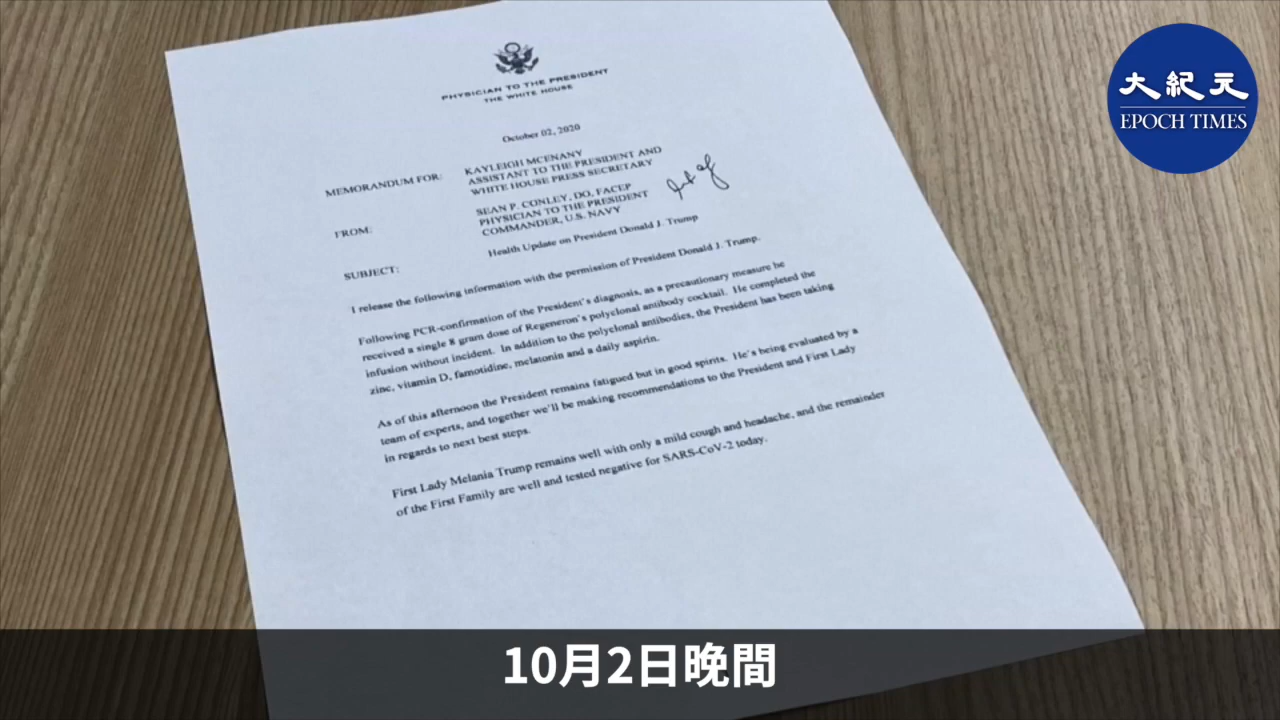 PHYSICIAN TO THE PRESIDENT
THE WHITE HOUSE
October 02, 2020
MEMORANDUM FOR:
KAYLEIGH MCENANY
ASSISTANT TO THE PRESIDENT AND
WHITE HOUSE PRESS SECRETARY
FROM:
SEAN P. CONLEY, DO, FACEP
PHYSICIAN TO THE PRESIDENT
COMMANDER, U.S. NAVY
SUBJECT:
Health Update on President Donald J. Trump
I release the following information with the permission of President Donald J. Trump.
Following PCR-confirmation of the President's diagnosis, as a precautionary measure he
received a single 8 gram dose of Regeneron's polyclonal antibody cocktail. He completed the
infusion without incident. In addition to the polyclonal antibodies, the President has been taking
zinc, vitamin D, famotidine, melatonin and a daily aspirin.
As of this afternoon the President remains fatigued but in good spirits. He's being evaluated by a
team of experts, and together we'll be making recommendations to the President and First Lady
in regards to next best steps.
First Lady Melania Trump remains well with only a mild cough and headache, and the remainder
of the First Family are well and tested negative for SARS-CoV-2 today.
大紀元
EPOCH TIMES
10月2日晚間